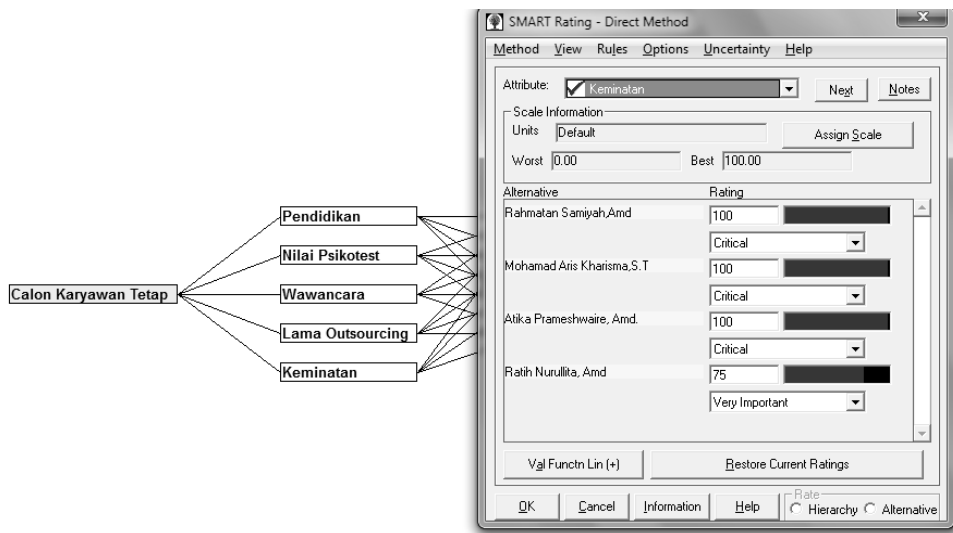 SMART Rating - Direct Method
x
Method View Rules Options Uncertainty Help
Attribute: Keminatan Next Notes
Scale Information
Units Default Assign Scale
Worst 0.00 Best 100.00
Alternative Rating
Rahmatan Samiyah,Amd 100
Critical
Mohamad Aris Kharisma,S.T 100
Critical
Atika Prameshwaire, Amd. 100
Critical
Ratih Nurullita, Amd 75
Very Important
Val Functn Lin (+) Restore Current Ratings
OK Cancel Information Help Rate Hierarchy Alternative
Calon Karyawan Tetap
Pendidikan
Nilai Psikotest
Wawancara
Lama Outsourcing
Keminatan